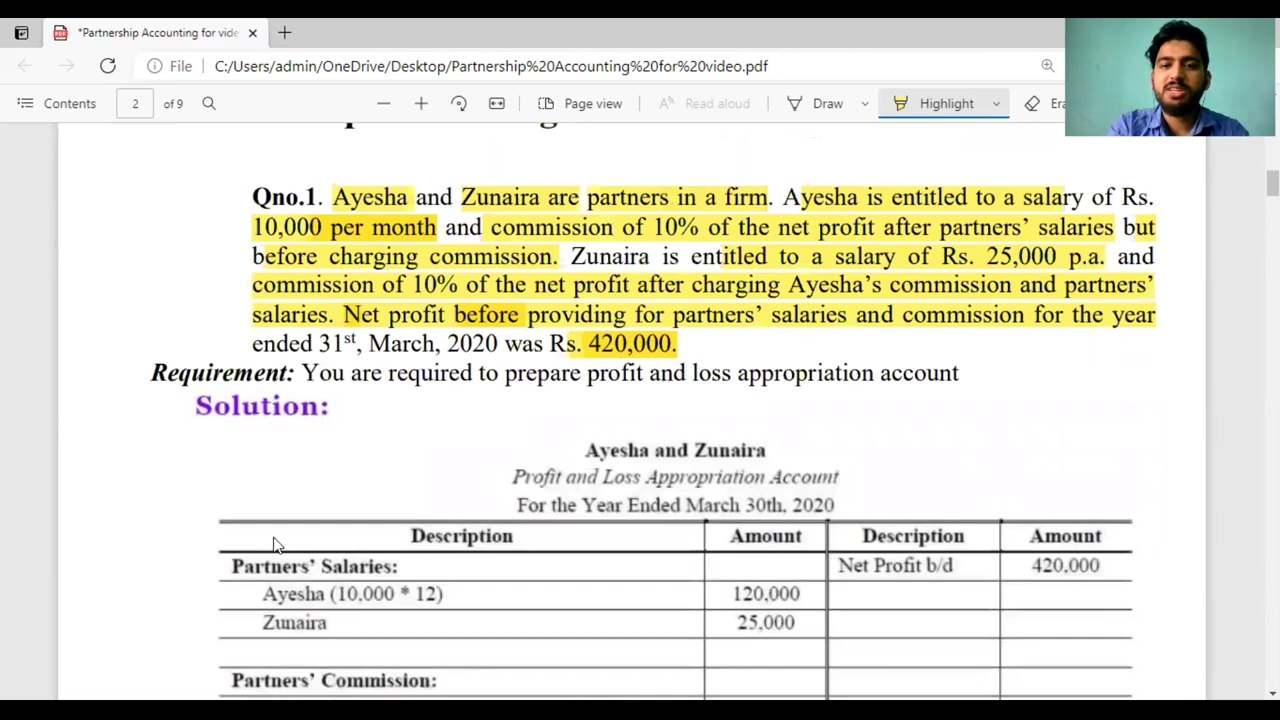 *Partnership Accounting for vide
File C:/Users/admin/OneDrive/Desktop/Partnership%20Accounting%20for%20video.pdf
Contents 2 of 9 Page view Read aloud Draw Highlight
Qno.1. Ayesha and Zunaira are partners in a firm. Ayesha is entitled to a salary of Rs.
10,000 per month and commission of 10% of the net profit after partners’ salaries but
before charging commission. Zunaira is entitled to a salary of Rs. 25,000 p.a. and
commission of 10% of the net profit after charging Ayesha’s commission and partners’
salaries. Net profit before providing for partners’ salaries and commission for the year
ended 31st, March, 2020 was Rs. 420,000.
Requirement: You are required to prepare profit and loss appropriation account
Solution:
Ayesha and Zunaira
Profit and Loss Appropriation Account
For the Year Ended March 30th, 2020
Description Amount Description Amount
Partners’ Salaries: Net Profit b/d 420,000
Ayesha (10,000 * 12) 120,000
Zunaira 25,000
Partners’ Commission: